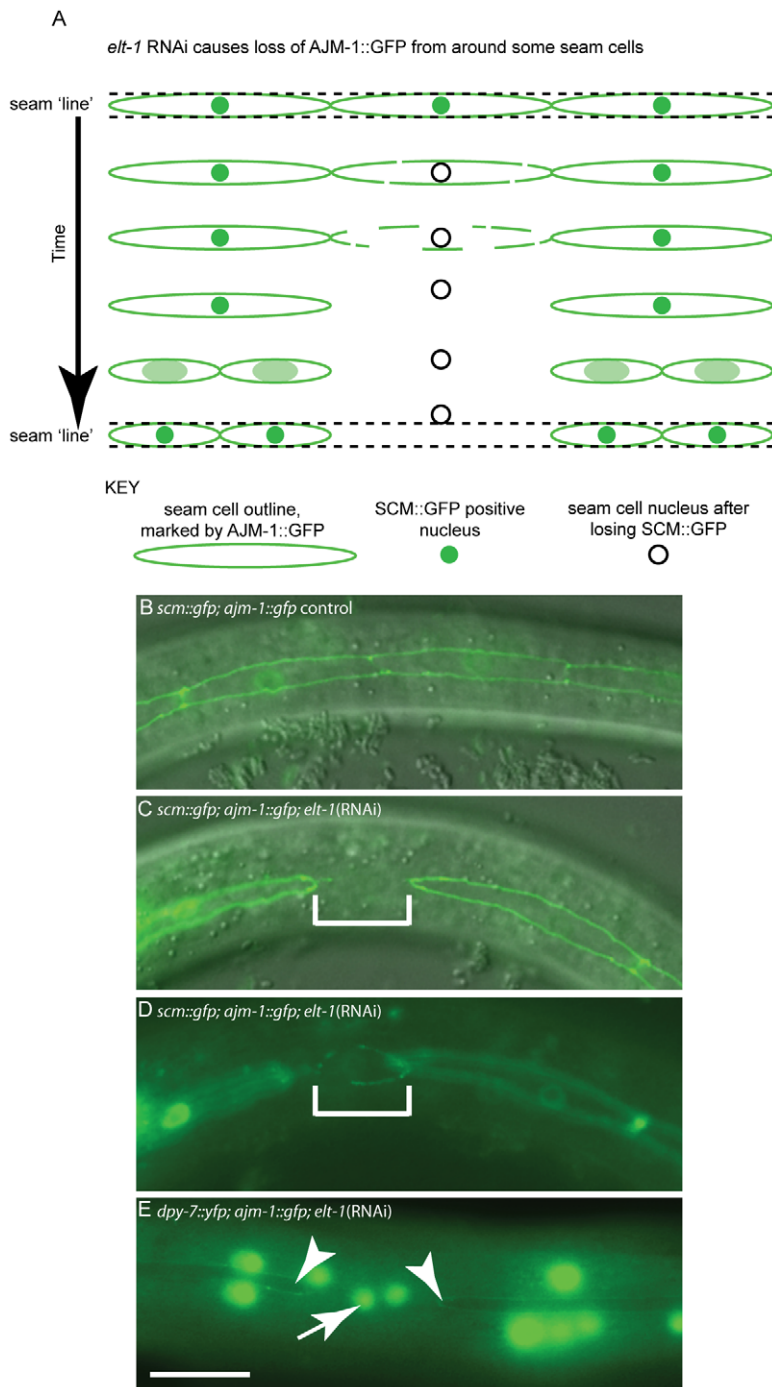 A
elt-1 RNAi causes loss of AJM-1::GFP from around some seam cells
seam 'line'
Time
seam 'line'
KEY
seam cell outline,
marked by AJM-1::GFP
SCM::GFP positive
nucleus
seam cell nucleus after
losing SCM::GFP
B scm::gfp; ajm-1::gfp control
C scm::gfp; ajm-1::gfp; elt-1(RNAi)
D scm::gfp; ajm-1::gfp; elt-1(RNAi)
E dpy-7::yfp; ajm-1::gfp; elt-1(RNAi)